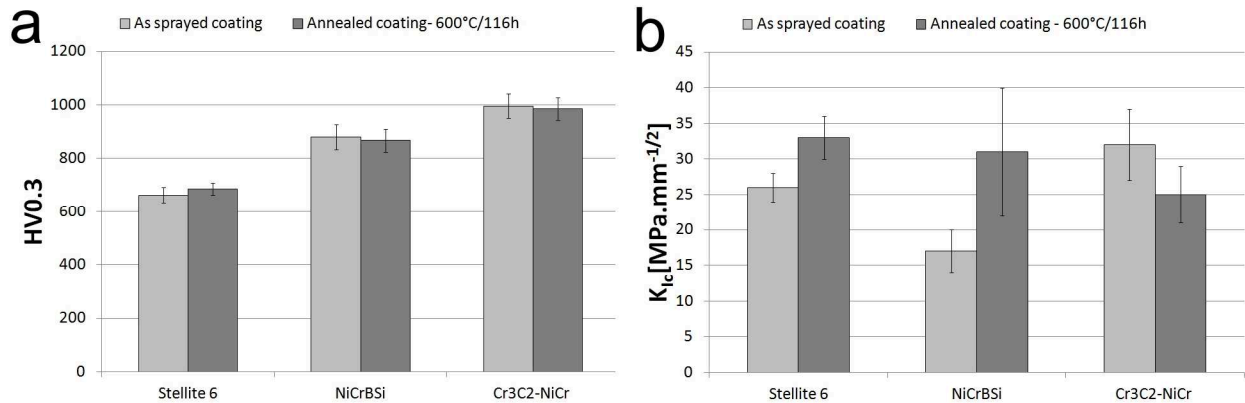 a
As sprayed coating
Annealed coating- 600°C/116h
HV0.3
1200
1000
800
600
400
200
0
Stellite 6
NiCrBSi
Cr3C2-NiCr
b
As sprayed coating
Annealed coating - 600°C/116h
K_Ic[MPa.mm^-1/2]
45
40
35
30
25
20
15
10
5
0
Stellite 6
NiCrBSi
Cr3C2-NiCr